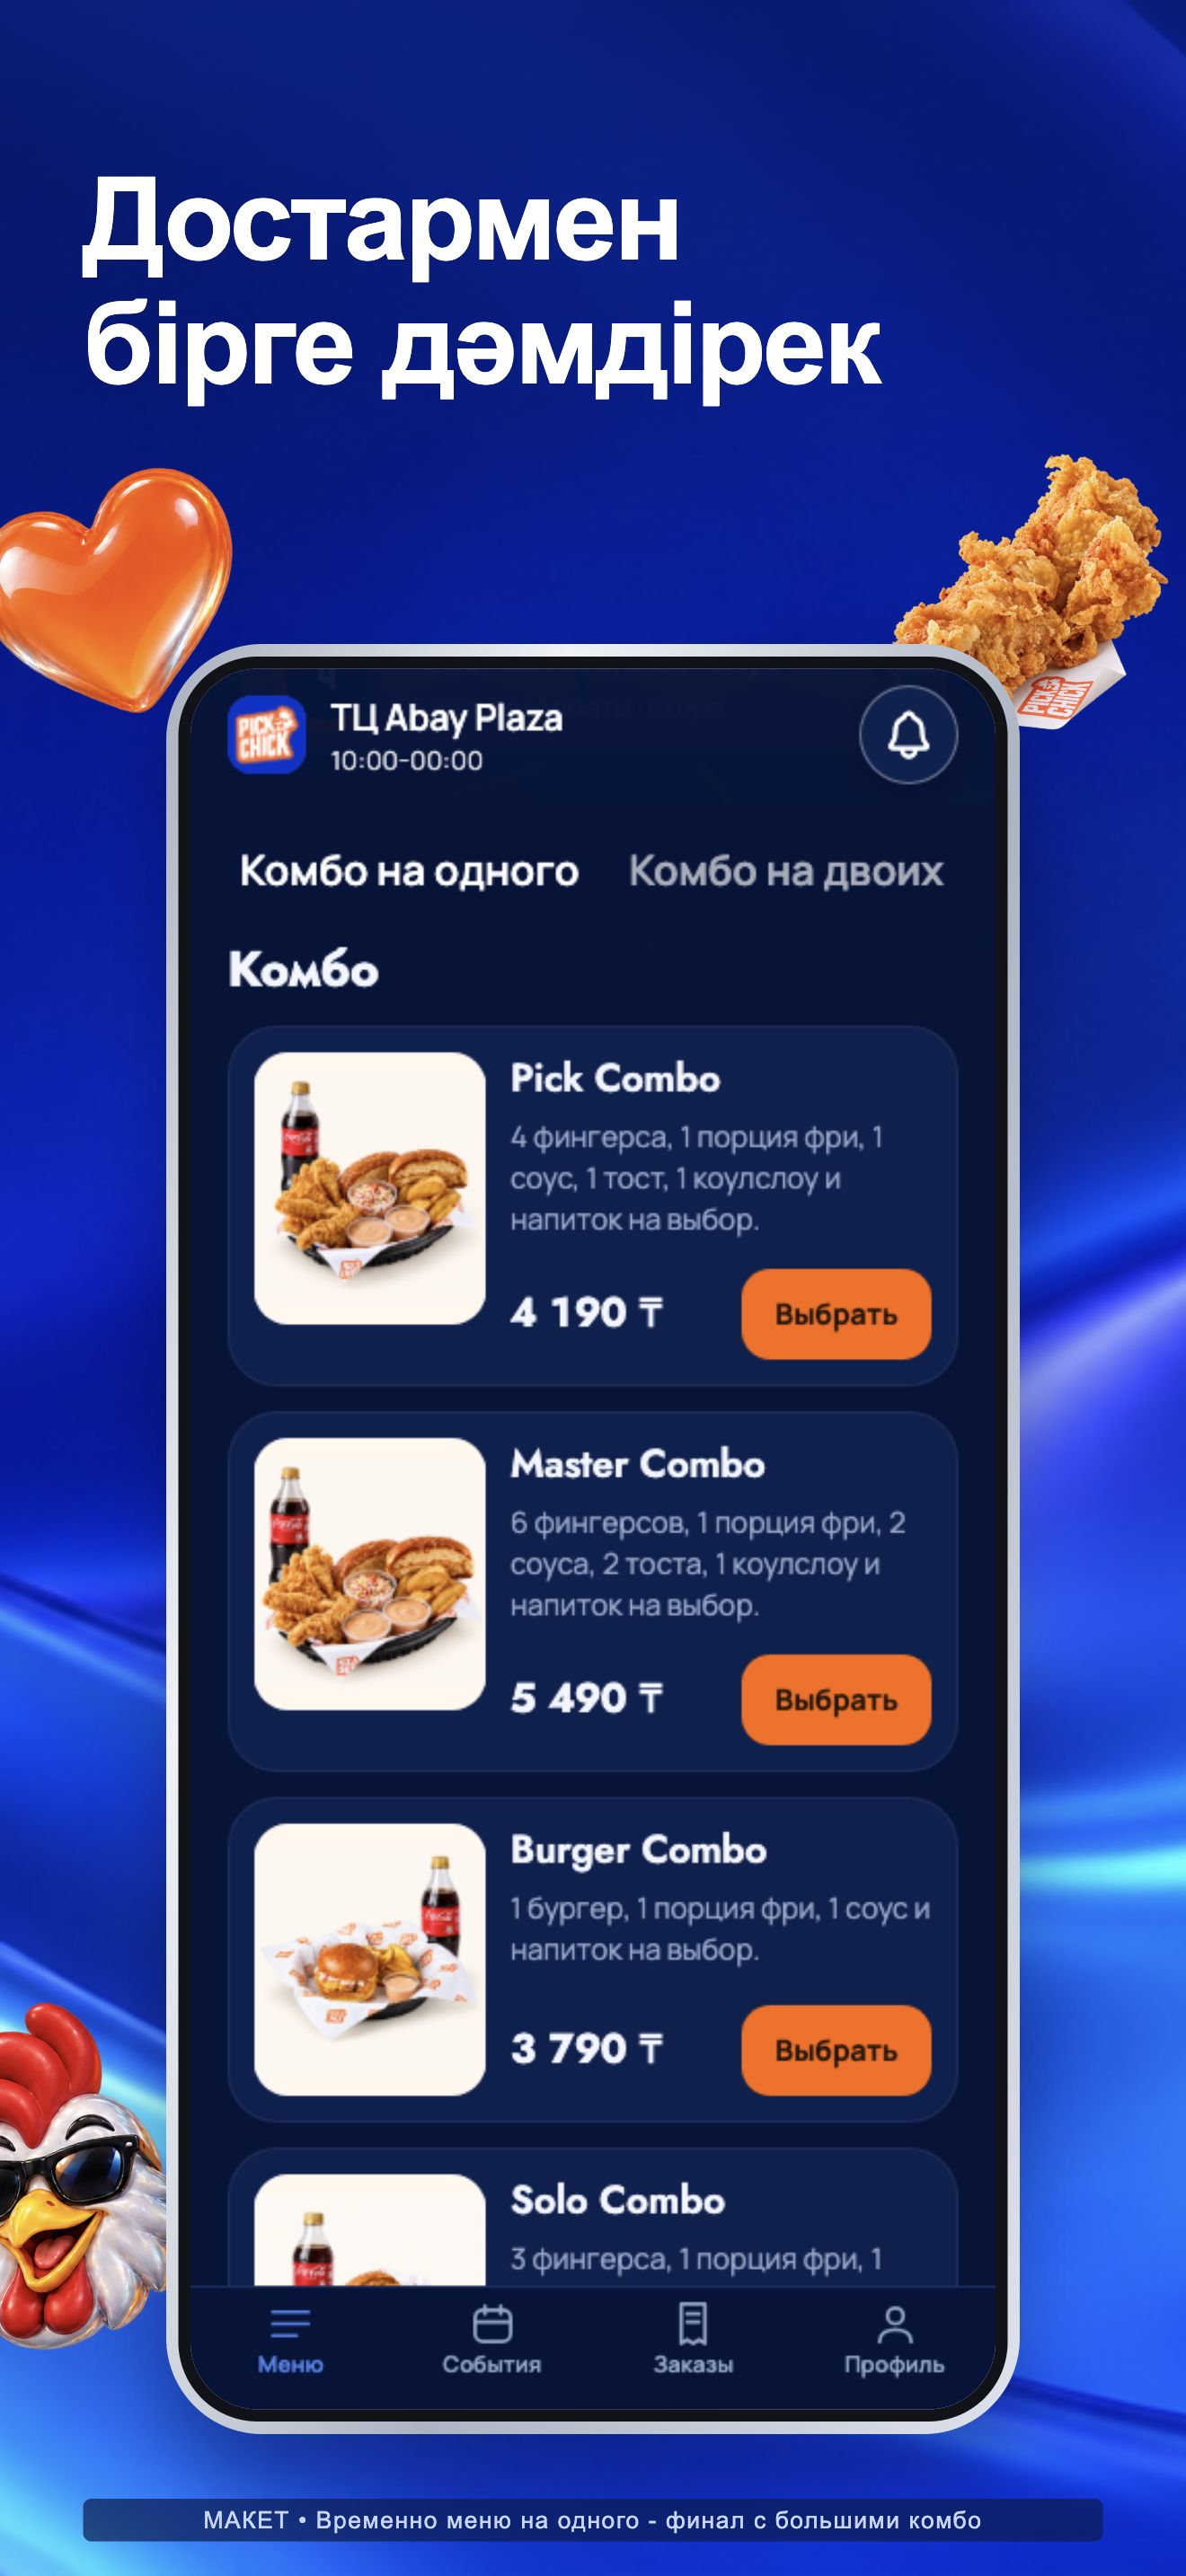 Достармен
бірге дәмдірек
PICK CHICK
PICK CHICK
ТЦ Abay Plaza
10:00-00:00
Комбо на одного
Комбо на двоих
Комбо
Pick Combo
4 фингерса, 1 порция фри, 1
соус, 1 тост, 1 коулслоу и
напиток на выбор.
4 190 ₸
Выбрать
Master Combo
6 фингерсов, 1 порция фри, 2
соуса, 2 тоста, 1 коулслоу и
напиток на выбор.
5 490 ₸
Выбрать
Burger Combo
1 бургер, 1 порция фри, 1 соус и
напиток на выбор.
3 790 ₸
Выбрать
Solo Combo
3 фингерса, 1 порция фри, 1
Меню
События
Заказы
Профиль
МАКЕТ • Временно меню на одного - финал с большими комбо